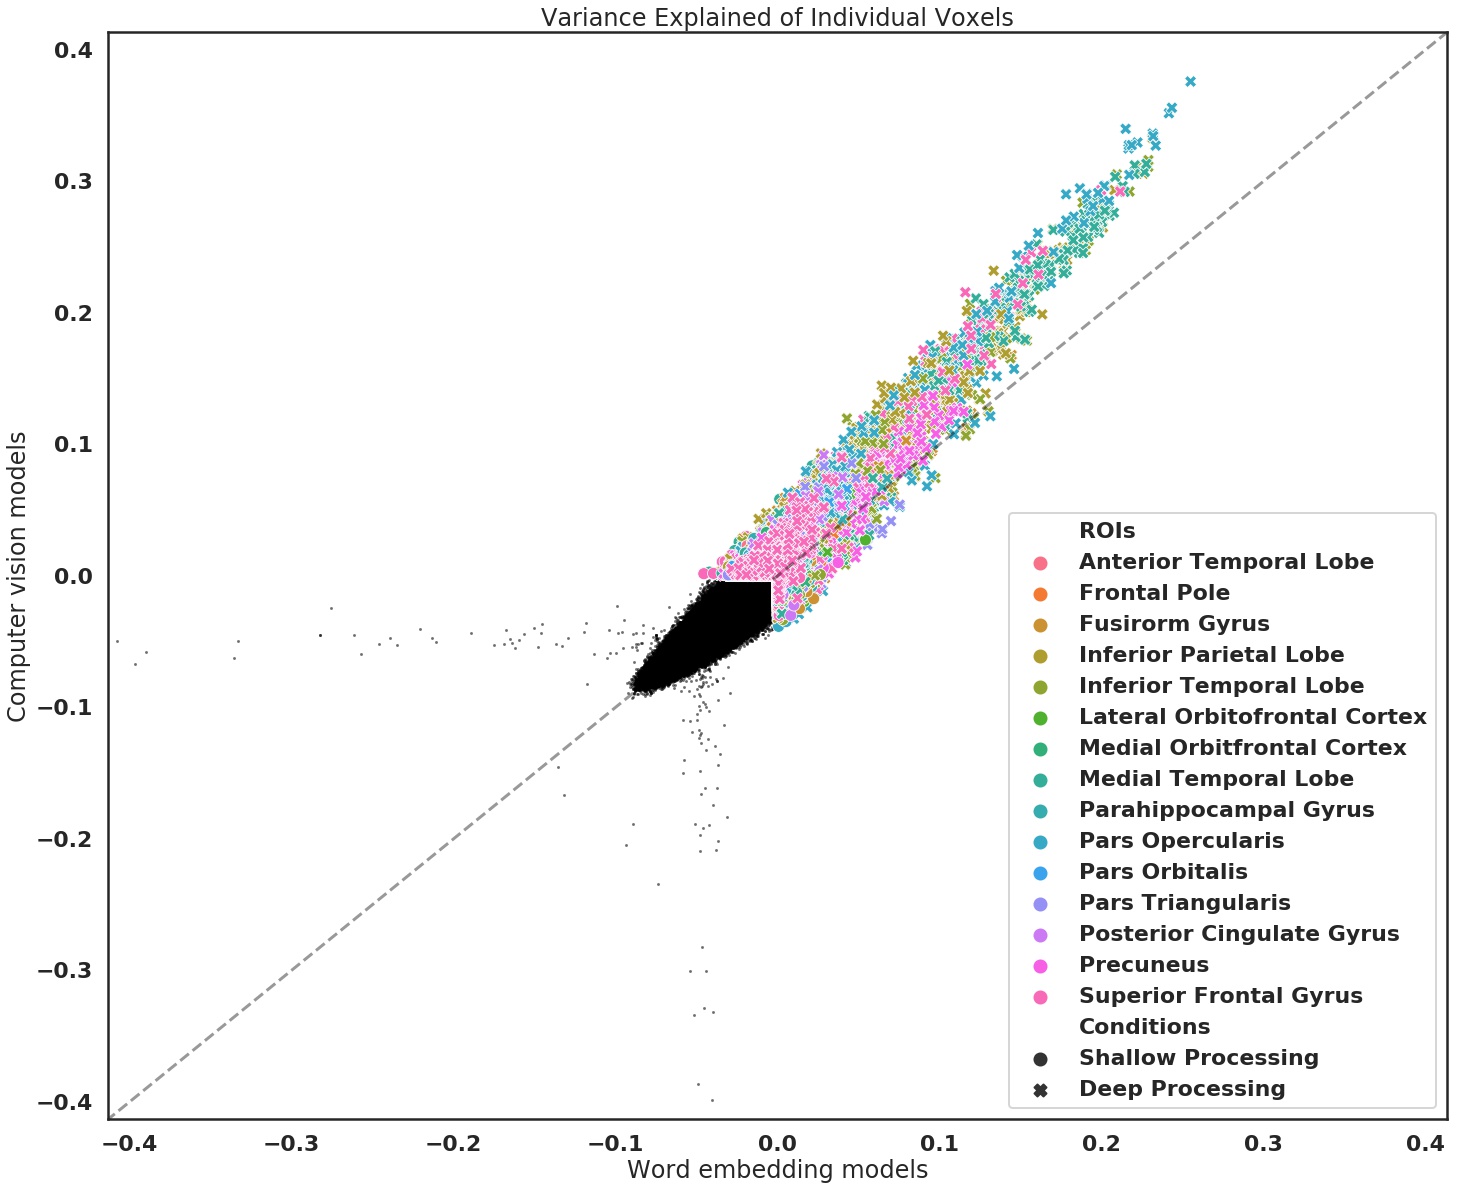 Variance Explained of Individual Voxels
Computer vision models
0.4
0.3
0.2
0.1
0.0
−0.1
−0.2
−0.3
−0.4
ROIs
Anterior Temporal Lobe
Frontal Pole
Fusirorm Gyrus
Inferior Parietal Lobe
Inferior Temporal Lobe
Lateral Orbitofrontal Cortex
Medial Orbitfrontal Cortex
Medial Temporal Lobe
Parahippocampal Gyrus
Pars Opercularis
Pars Orbitalis
Pars Triangularis
Posterior Cingulate Gyrus
Precuneus
Superior Frontal Gyrus
Conditions
Shallow Processing
Deep Processing
−0.4 −0.3 −0.2 −0.1 0.0 0.1 0.2 0.3 0.4
Word embedding models